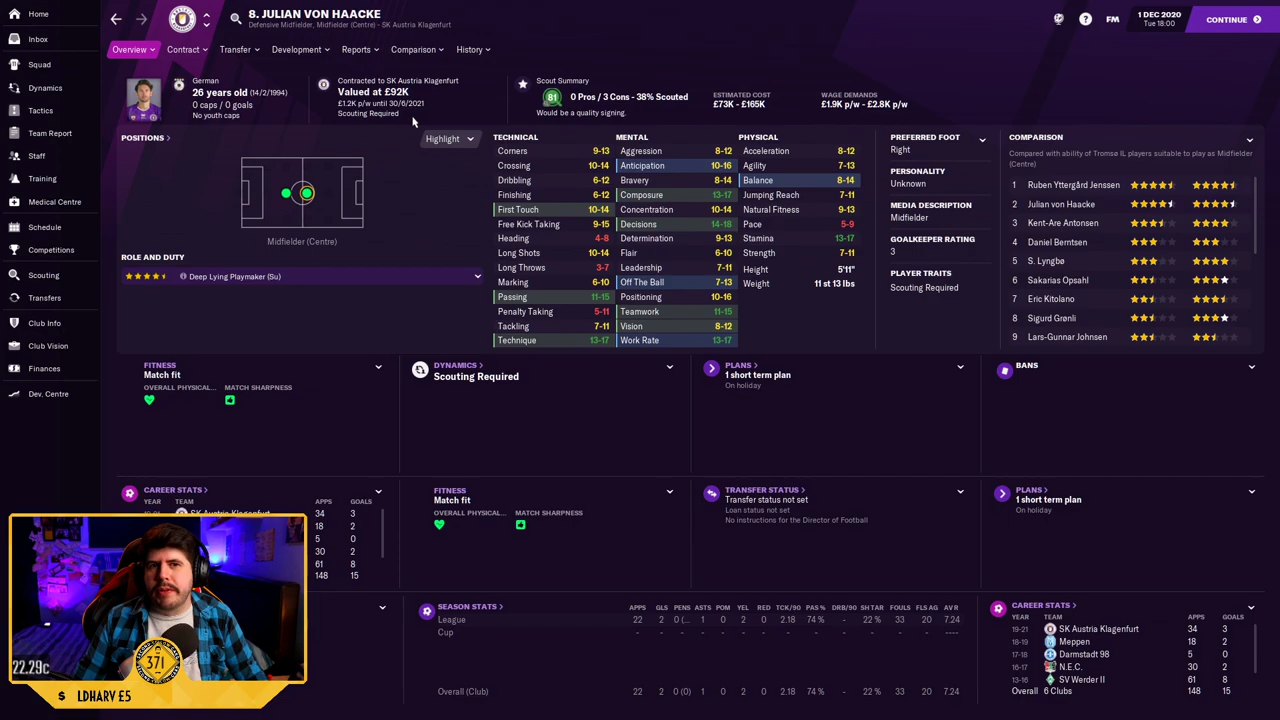 Home
Inbox
Squad
Dynamics
Tactics
Team Report
Staff
Training
Medical Centre
Schedule
Competitions
Scouting
Transfers
Club Info
Club Vision
Finances
Dev. Centre
8. JULIAN VON HAACKE
Defensive Midfielder, Midfielder (Centre) - SK Austria Klagenfurt
FM
1 DEC 2020
Tue 18:00
CONTINUE
Overview
Contract
Transfer
Development
Reports
Comparison
History
German
26 years old (14/2/1994)
0 caps / 0 goals
No youth caps
Contracted to SK Austria Klagenfurt
Valued at £92K
£1.2K p/w until 30/6/2021
Scouting Required
Scout Summary
81
0 Pros / 3 Cons - 38% Scouted
Would be a quality signing.
ESTIMATED COST
£73K - £165K
WAGE DEMANDS
£1.9K p/w - £2.8K p/w
POSITIONS
Highlight
Midfielder (Centre)
ROLE AND DUTY
Deep Lying Playmaker (Su)
TECHNICAL
Corners 9-13
Crossing 10-14
Dribbling 6-12
Finishing 6-12
First Touch 10-14
Free Kick Taking 9-15
Heading 4-8
Long Shots 10-14
Long Throws 3-7
Marking 6-10
Passing 11-15
Penalty Taking 5-11
Tackling 7-11
Technique 13-17
MENTAL
Aggression 8-12
Anticipation 10-16
Bravery 8-14
Composure 13-17
Concentration 10-14
Decisions 14-18
Determination 9-13
Flair 6-10
Leadership 7-11
Off The Ball 7-13
Positioning 10-16
Teamwork 11-15
Vision 8-12
Work Rate 13-17
PHYSICAL
Acceleration 8-12
Agility 7-13
Balance 8-14
Jumping Reach 7-11
Natural Fitness 9-13
Pace 5-9
Stamina 13-17
Strength 7-11
Height 5'11"
Weight 11 st 13 lbs
PREFERRED FOOT
Right
PERSONALITY
Unknown
MEDIA DESCRIPTION
Midfielder
GOALKEEPER RATING
3
PLAYER TRAITS
Scouting Required
COMPARISON
Compared with ability of Tromsø IL players suitable to play as Midfielder
(Centre)
1 Ruben Yttergård Jenssen
2 Julian von Haacke
3 Kent-Are Antonsen
4 Daniel Berntsen
5 S. Lyngbø
6 Sakarias Opsahl
7 Eric Kitolano
8 Sigurd Grønli
9 Lars-Gunnar Johnsen
FITNESS
Match fit
OVERALL PHYSICAL... MATCH SHARPNESS
DYNAMICS
Scouting Required
PLANS
1 short term plan
On holiday
BANS
CAREER STATS
YEAR TEAM APPS GOALS
19-21 SK Austria Klagenfurt 34 3
18 2
5 0
30 2
61 8
148 15
FITNESS
Match fit
OVERALL PHYSICAL... MATCH SHARPNESS
TRANSFER STATUS
Transfer status not set
Loan status not set
No instructions for the Director of Football
PLANS
1 short term plan
On holiday
SEASON STATS
APPS GLS PENS ASTS POM YEL RED TCK/90 PAS % DRB/90 SH TAR FOULS FLS AG AVR
League 22 2 0 (... 1 0 2 0 2.18 74 % - 22 % 33 20 7.24
Cup - - - - - - - - - - - - - ----
Overall (Club) 22 2 0 (0) 1 0 2 0 2.18 74 % - 22 % 33 20 7.24
CAREER STATS
YEAR TEAM APPS GOALS
19-21 SK Austria Klagenfurt 34 3
18-19 Meppen 18 2
17-18 Darmstadt 98 5 0
16-17 N.E.C. 30 2
13-16 SV Werder II 61 8
Overall 6 Clubs 148 15
22.29c
371
$ LDHARY £5